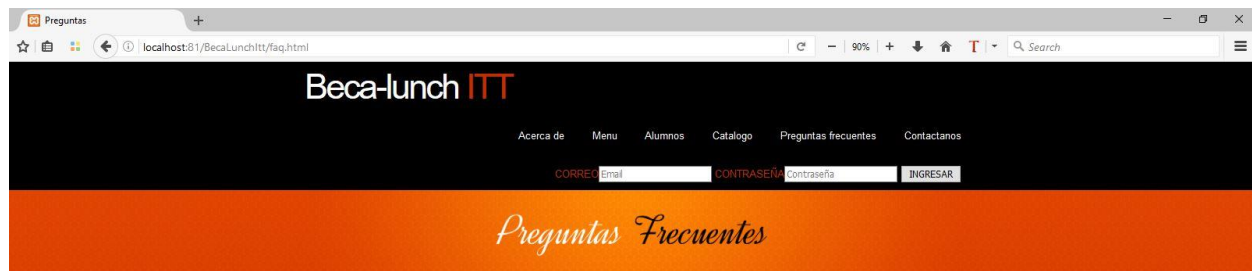 Preguntas
localhost:81/BecaLunchItt/faq.html 90% Search
Beca-lunch ITT
Acerca de Menu Alumnos Catalogo Preguntas frecuentes Contactanos
CORREO Email CONTRASEÑA Contraseña INGRESAR
Preguntas Frecuentes